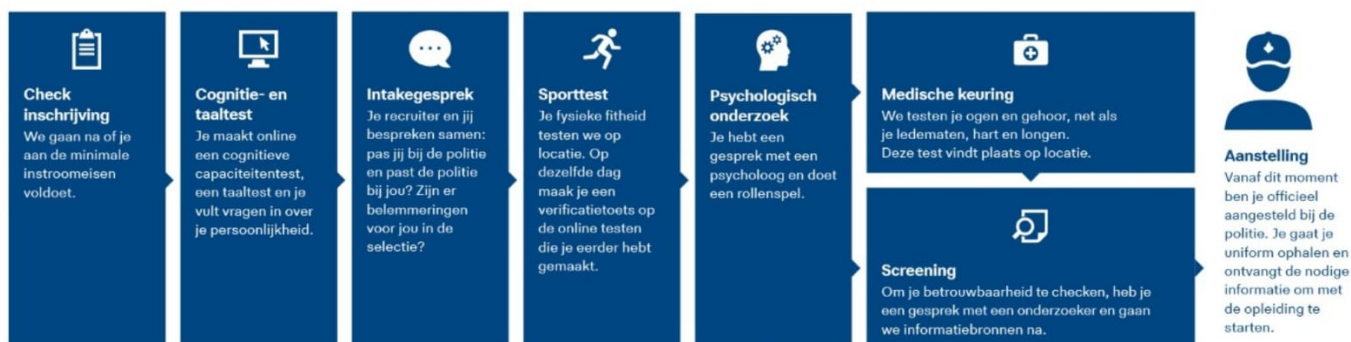 Check
inschrijving
We gaan na of je
aan de minimale
instroomeisen
voldoet.
Cognitie- en
taaltest
Je maakt online
een cognitieve
capaciteitentest,
een taaltest en je
vult vragen in over
je persoonlijkheid.
Intakegesprek
Je recruiter en jij
bespreken samen:
pas jij bij de politie
en past de politie
bij jou? Zijn er
belemmeringen
voor jou in de
selectie?
Sporttest
Je fysieke fitheid
testen we op
locatie. Op
dezelfde dag
maak je een
verificatietoets op
de online testen
die je eerder hebt
gemaakt.
Psychologisch
onderzoek
Je hebt een
gesprek met een
psycholoog en doet
een rollenspel.
Medische keuring
We testen je ogen en gehoor, net als
je ledematen, hart en longen.
Deze test vindt plaats op locatie.
Screening
Om je betrouwbaarheid te checken, heb je
een gesprek met een onderzoeker en gaan
we informatiebronnen na.
Aanstelling
Vanaf dit moment
ben je officieel
aangesteld bij de
politie. Je gaat je
uniform ophalen en
ontvangt de nodige
informatie om met
de opleiding te
starten.